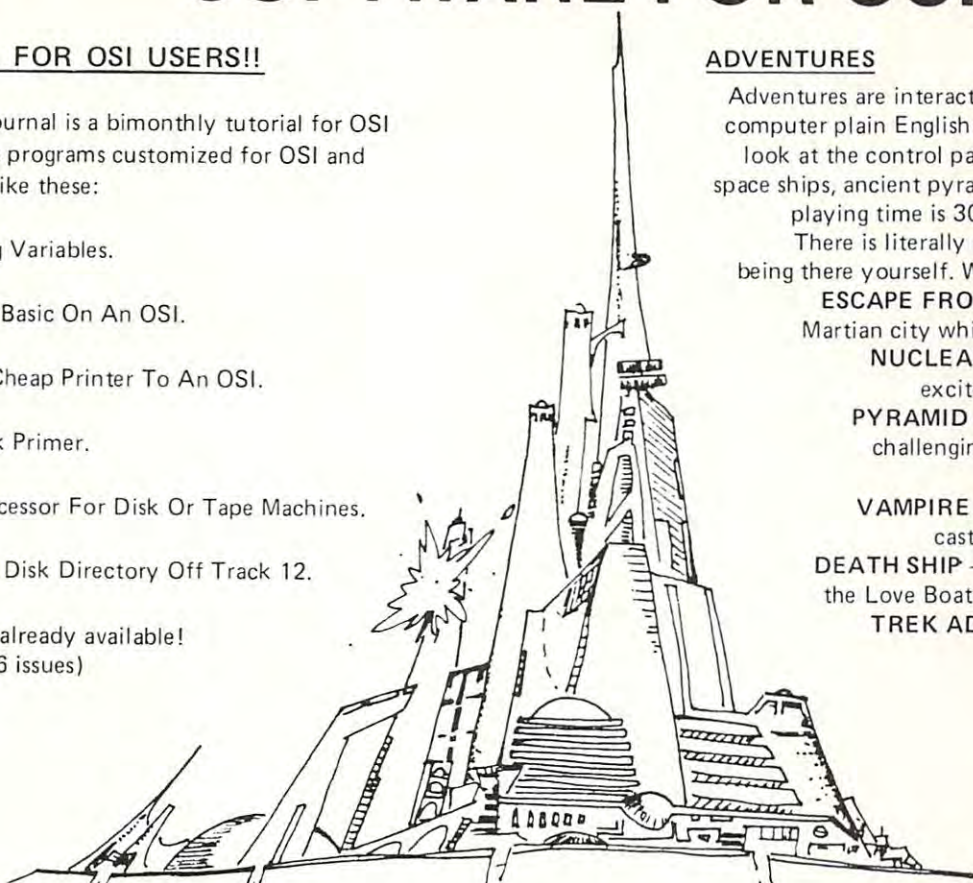 FOR OSI USERS!!
urnal is a bimonthly tutorial for OSI
programs customized for OSI and
ike these:
Variables.
Basic On An OSI.
Cheap Printer To An OSI.
Primer.
cessor For Disk Or Tape Machines.
Disk Directory Off Track 12.
already available!
6 issues)
ADVENTURES
Adventures are interact
computer plain English
look at the control pa
space ships, ancient pyra
playing time is 30
There is literally
being there yourself. W
ESCAPE FRO
Martian city whi
NUCLEA
excit
PYRAMID
challengin
VAMPIRE
cast
DEATH SHIP -
the Love Boat
TREK AD